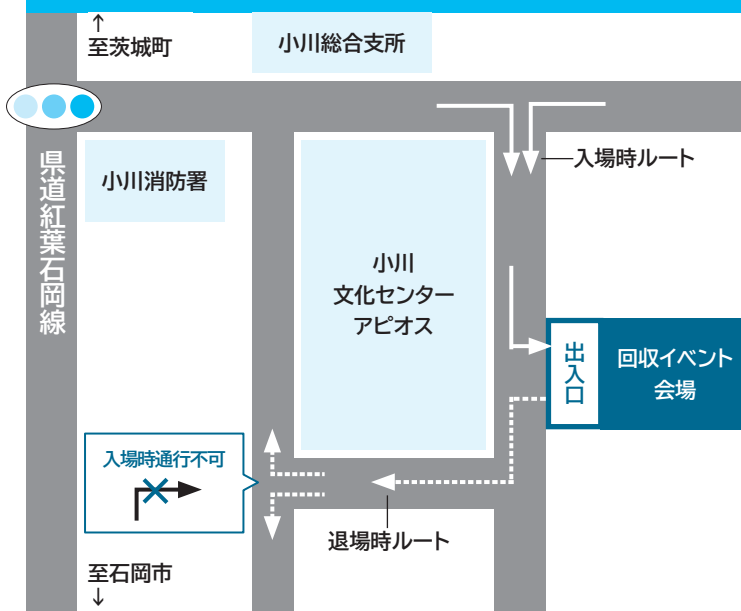 ↑
至茨城町
小川総合支所
県道紅葉石岡線
小川消防署
入場時ルート
小川
文化センター
アピオス
出入口
回収イベント
会場
入場時通行不可
退場時ルート
至石岡市
↓